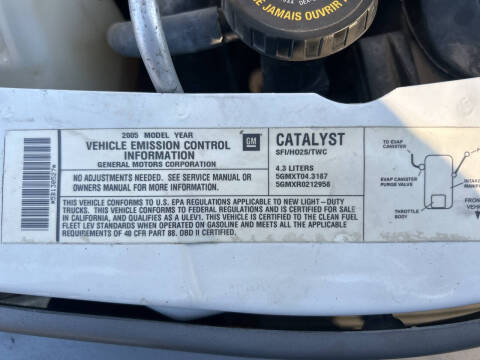 NE JAMAIS OUVRIR
2005 MODEL YEAR
VEHICLE EMISSION CONTROL
INFORMATION
GENERAL MOTORS CORPORATION
GM
CATALYST
SFI/HO2S/TWC
NO ADJUSTMENTS NEEDED. SEE SERVICE MANUAL OR
OWNERS MANUAL FOR MORE INFORMATION.
4.3 LITERS
5GMXT04.3187
5GMXR0212958
THIS VEHICLE CONFORMS TO U.S. EPA REGULATIONS APPLICABLE TO NEW LIGHT-DUTY
TRUCKS. THIS VEHICLE CONFORMS TO FEDERAL REGULATIONS AND IS CERTIFIED FOR SALE
IN CALIFORNIA, AND QUALIFIES AS A ULEV1. THIS VEHICLE IS CERTIFIED TO THE CLEAN FUEL
FLEET LEV STANDARDS WHEN OPERATED ON GASOLINE AND MEETS ALL THE APPLICABLE
REQUIREMENTS OF 40 CFR PART 88. OBD II CERTIFIED.
TO EVAP
CANISTER
EVAP CANISTER
PURGE VALVE
THROTTLE
BODY